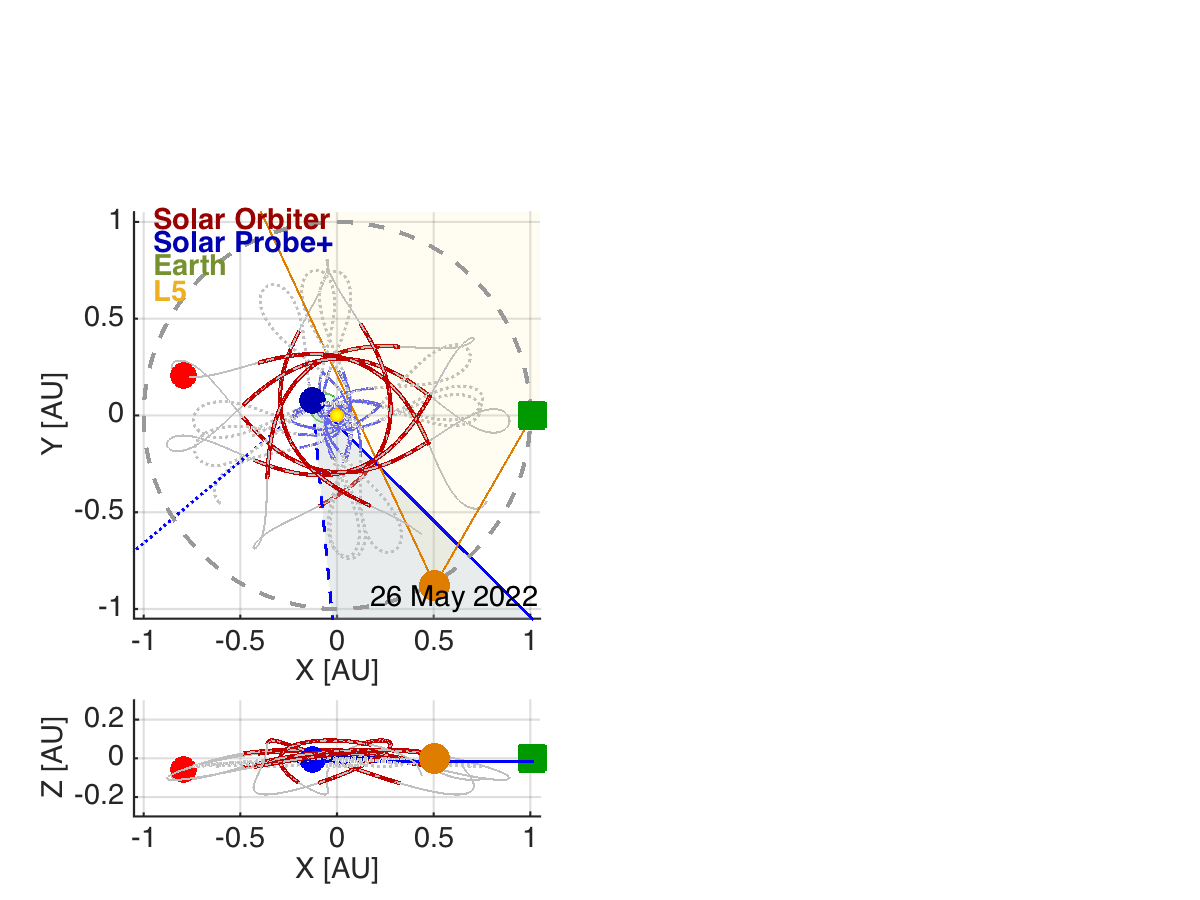 Solar Orbiter
Solar Probe+
Earth
L5
1
0.5
0
-0.5
-1
Y [AU]
26 May 2022
-1 -0.5 0 0.5 1
X [AU]
0.2
0
-0.2
Z [AU]
-1 -0.5 0 0.5 1
X [AU]